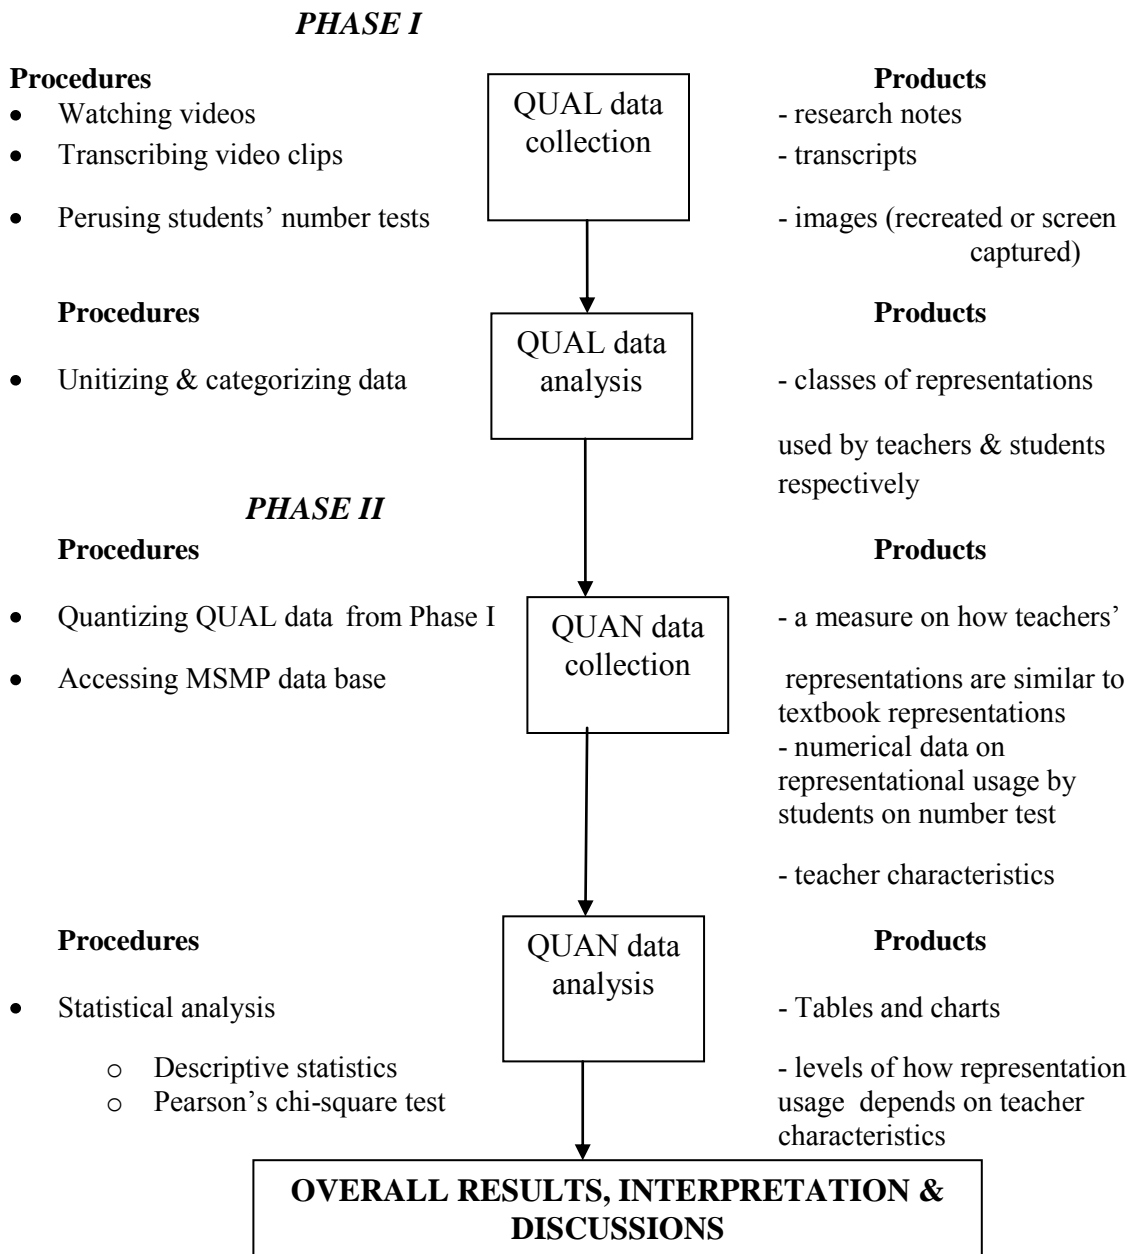 PHASE I
Procedures
• Watching videos
• Transcribing video clips
• Perusing students’ number tests
QUAL data
collection
Products
- research notes
- transcripts
- images (recreated or screen
captured)
Procedures
• Unitizing & categorizing data
QUAL data
analysis
Products
- classes of representations
used by teachers & students
respectively
PHASE II
Procedures
• Quantizing QUAL data from Phase I
• Accessing MSMP data base
QUAN data
collection
Products
- a measure on how teachers’
representations are similar to
textbook representations
- numerical data on
representational usage by
students on number test
- teacher characteristics
Procedures
• Statistical analysis
o Descriptive statistics
o Pearson’s chi-square test
QUAN data
analysis
Products
- Tables and charts
- levels of how representation
usage depends on teacher
characteristics
OVERALL RESULTS, INTERPRETATION &
DISCUSSIONS